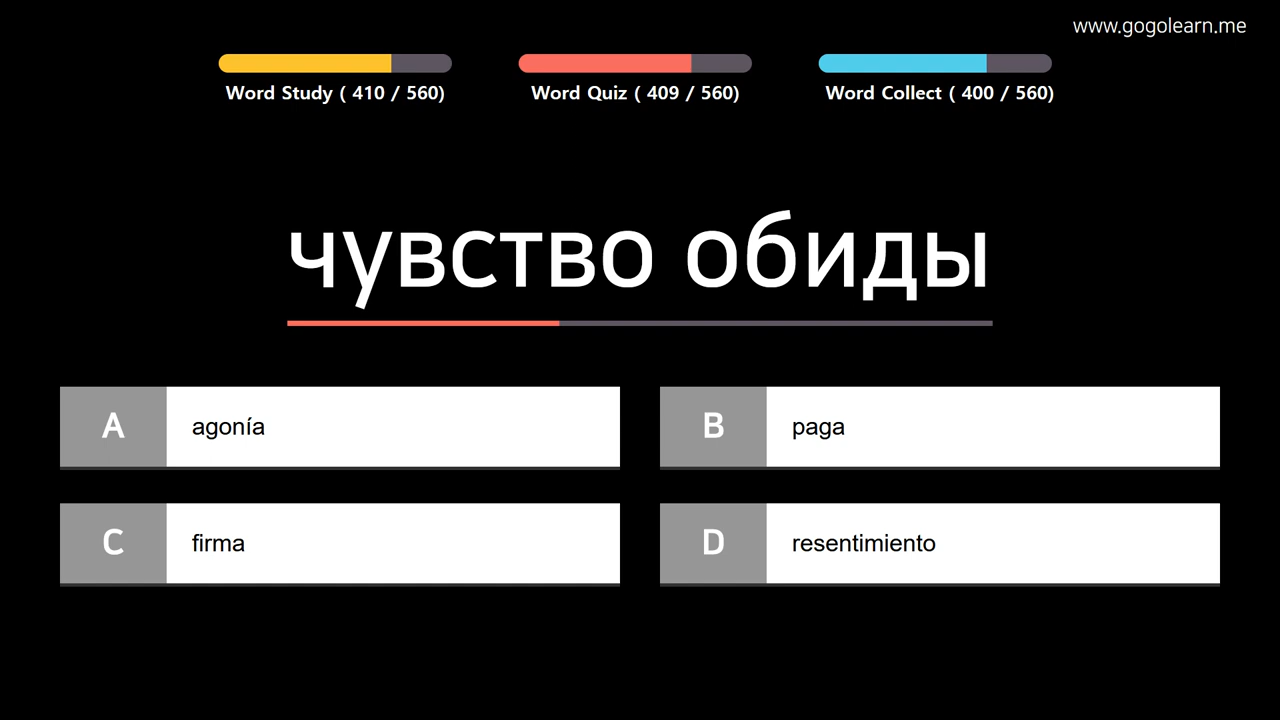 www.gogolearn.me
Word Study ( 410 / 560)
Word Quiz ( 409 / 560)
Word Collect ( 400 / 560)
чувство обиды
A agonía
B paga
C firma
D resentimiento